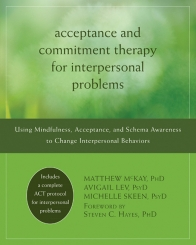 acceptance and
commitment therapy
for interpersonal
problems
Using Mindfulness, Acceptance, and Schema Awareness
to Change Interpersonal Behaviors
Includes
a complete
ACT protocol
for interpersonal
problems
MATTHEW MCKAY, PHD
AVIGAIL LEV, PSYD
MICHELLE SKEEN, PSYD
FOREWORD BY
STEVEN C. HAYES, PHD